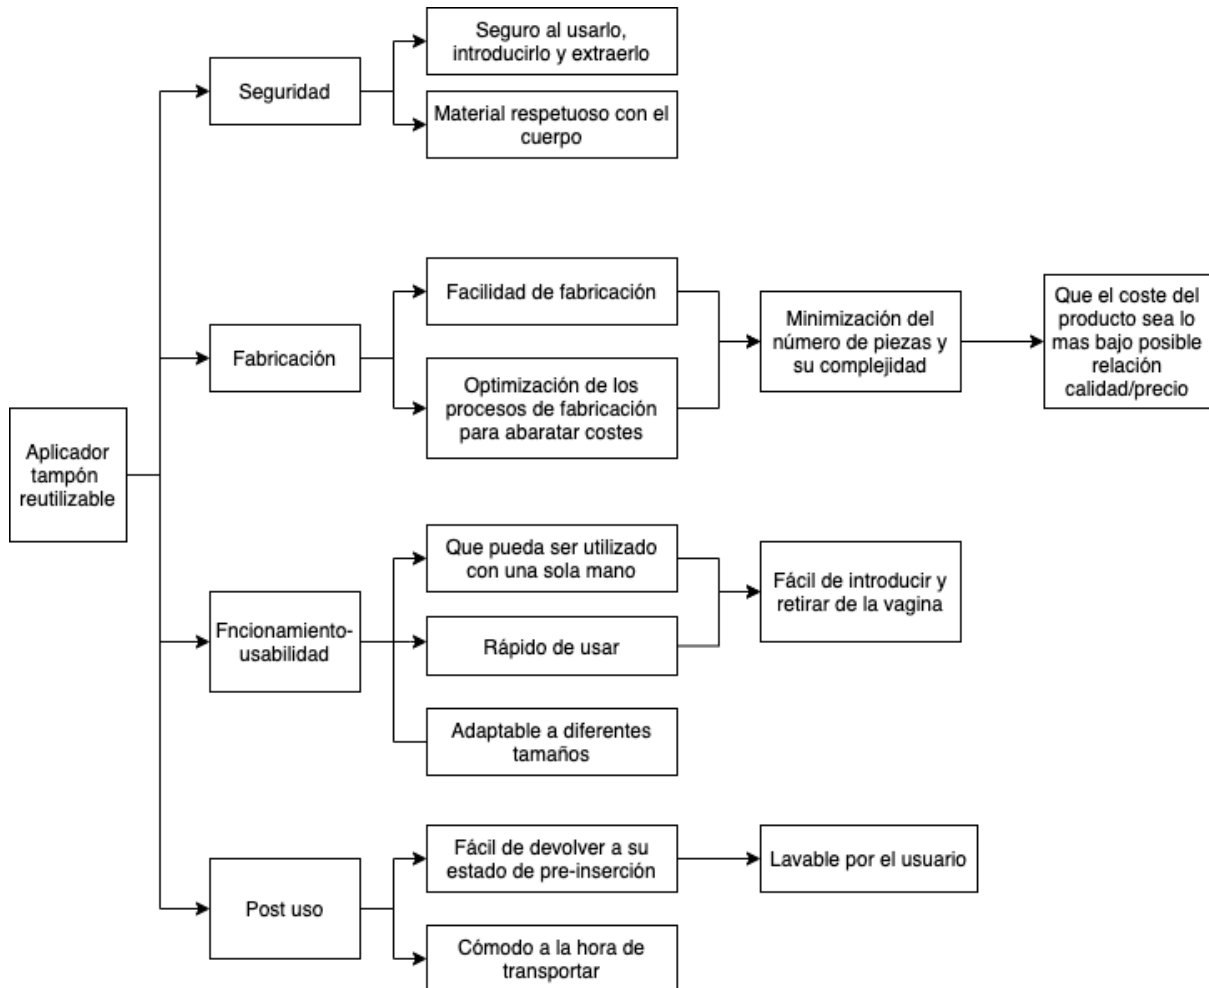 Seguro al usarlo,
introducirlo y extraerlo
Seguridad
Material respetuoso con el
cuerpo
Facilidad de fabricación
Fabricación
Optimización de los
procesos de fabricación
para abaratar costes
Minimización del
número de piezas y
su complejidad
Que el coste del
producto sea lo
mas bajo posible
relación
calidad/precio
Aplicador
tampón
reutilizable
Que pueda ser utilizado
con una sola mano
Fncionamiento-
usabilidad
Rápido de usar
Fácil de introducir y
retirar de la vagina
Adaptable a diferentes
tamaños
Fácil de devolver a su
estado de pre-inserción
Lavable por el usuario
Post uso
Cómodo a la hora de
transportar